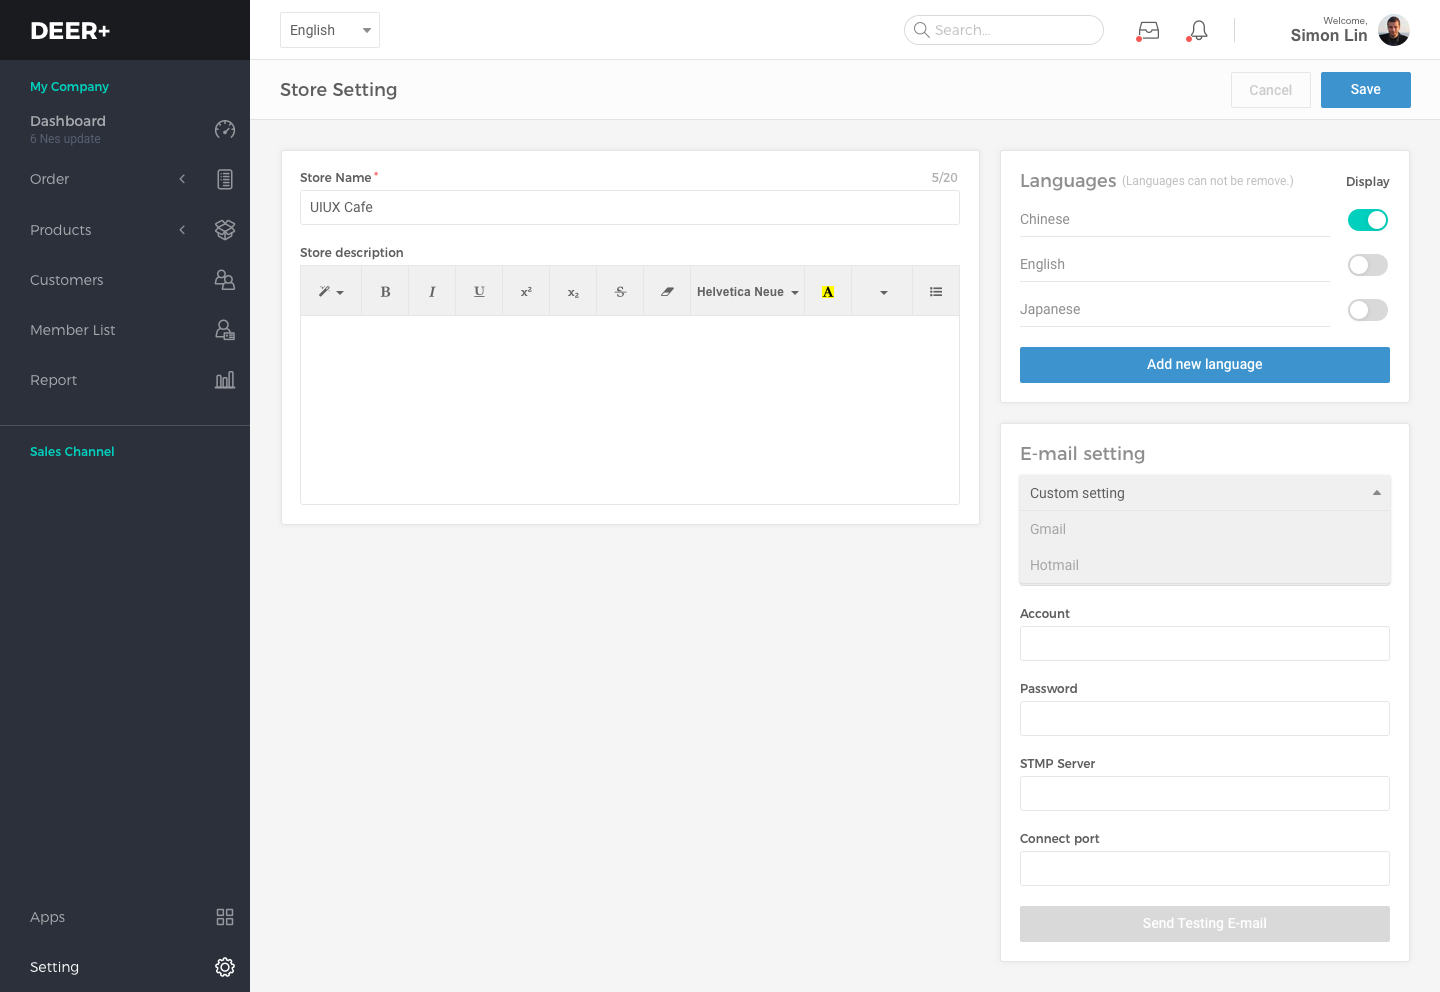 DEER+
English
Search...
Welcome,
Simon Lin
My Company
Dashboard
6 Nes update
Order
Products
Customers
Member List
Report
Sales Channel
Apps
Setting
Store Setting
Cancel
Save
Store Name*
5/20
UIUX Cafe
Store description
B I U x² x₂ S Helvetica Neue A
Languages (Languages can not be remove.) Display
Chinese
English
Japanese
Add new language
E-mail setting
Custom setting
Gmail
Hotmail
Account
Password
STMP Server
Connect port
Send Testing E-mail